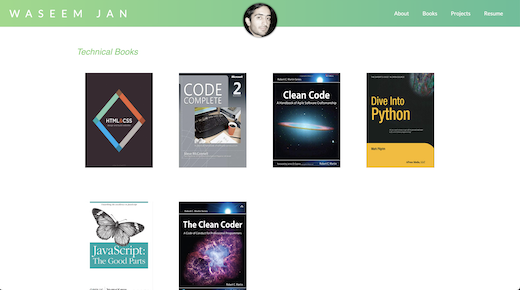 WASEEM JAN
About Books Projects Resume
Technical Books
HTML&CSS
Microsoft
CODE
COMPLETE 2
Clean Code
A Handbook of Agile Software Craftsmanship
Dive Into
Python
JavaScript:
The Good Parts
The Clean Coder
A Code of Conduct for Professional Programmers